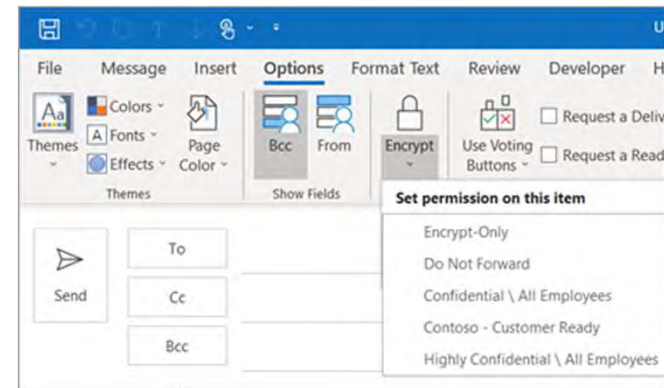 File Message Insert Options Format Text Review Developer
Aa Colors
A Fonts
Themes Effects Page Color
Bcc From Encrypt Use Voting Buttons
Request a
Request a
Themes Show Fields
Set permission on this item
Encrypt-Only
Do Not Forward
Confidential \ All Employees
Contoso - Customer Ready
Highly Confidential \ All Employees
Send
To
Cc
Bcc